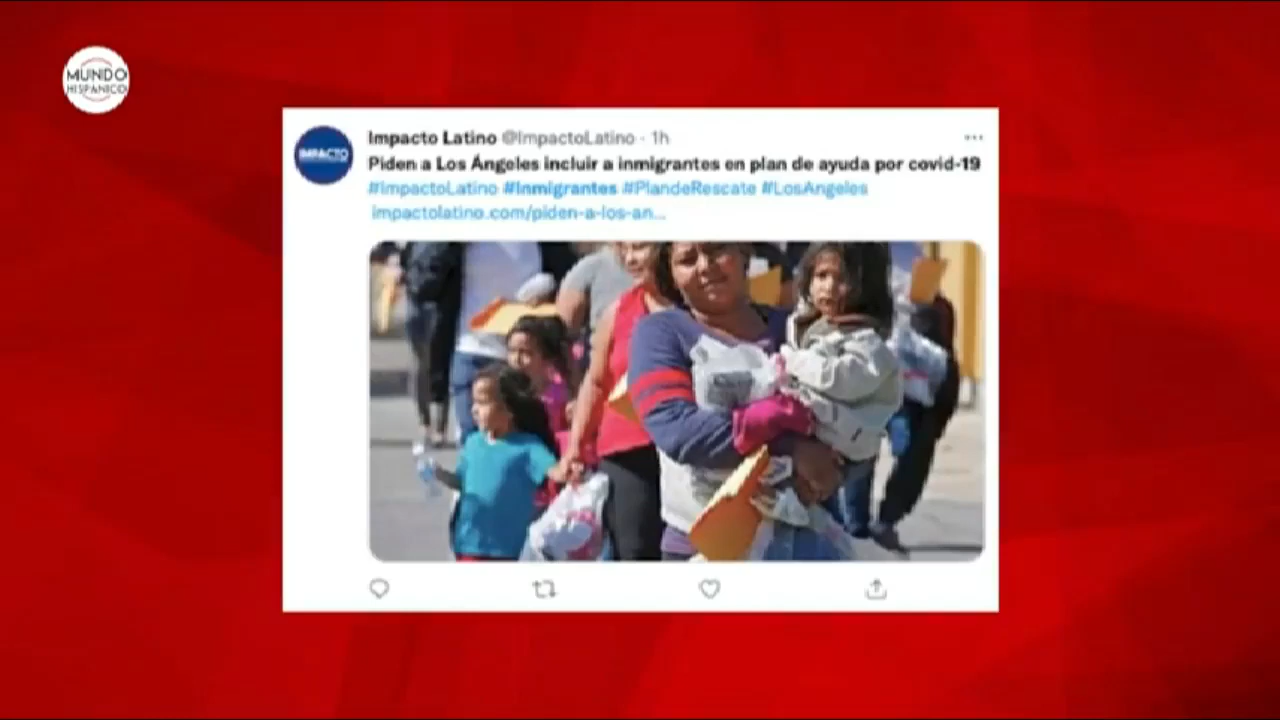 MUNDO
HISPANICO
IMPACTO
Impacto Latino @ImpactoLatino · 1h
Piden a Los Ángeles incluir a inmigrantes en plan de ayuda por covid-19
#ImpactoLatino #Inmigrantes #PlandeRescate #LosAngeles
impactolatino.com/piden-a-los-an...